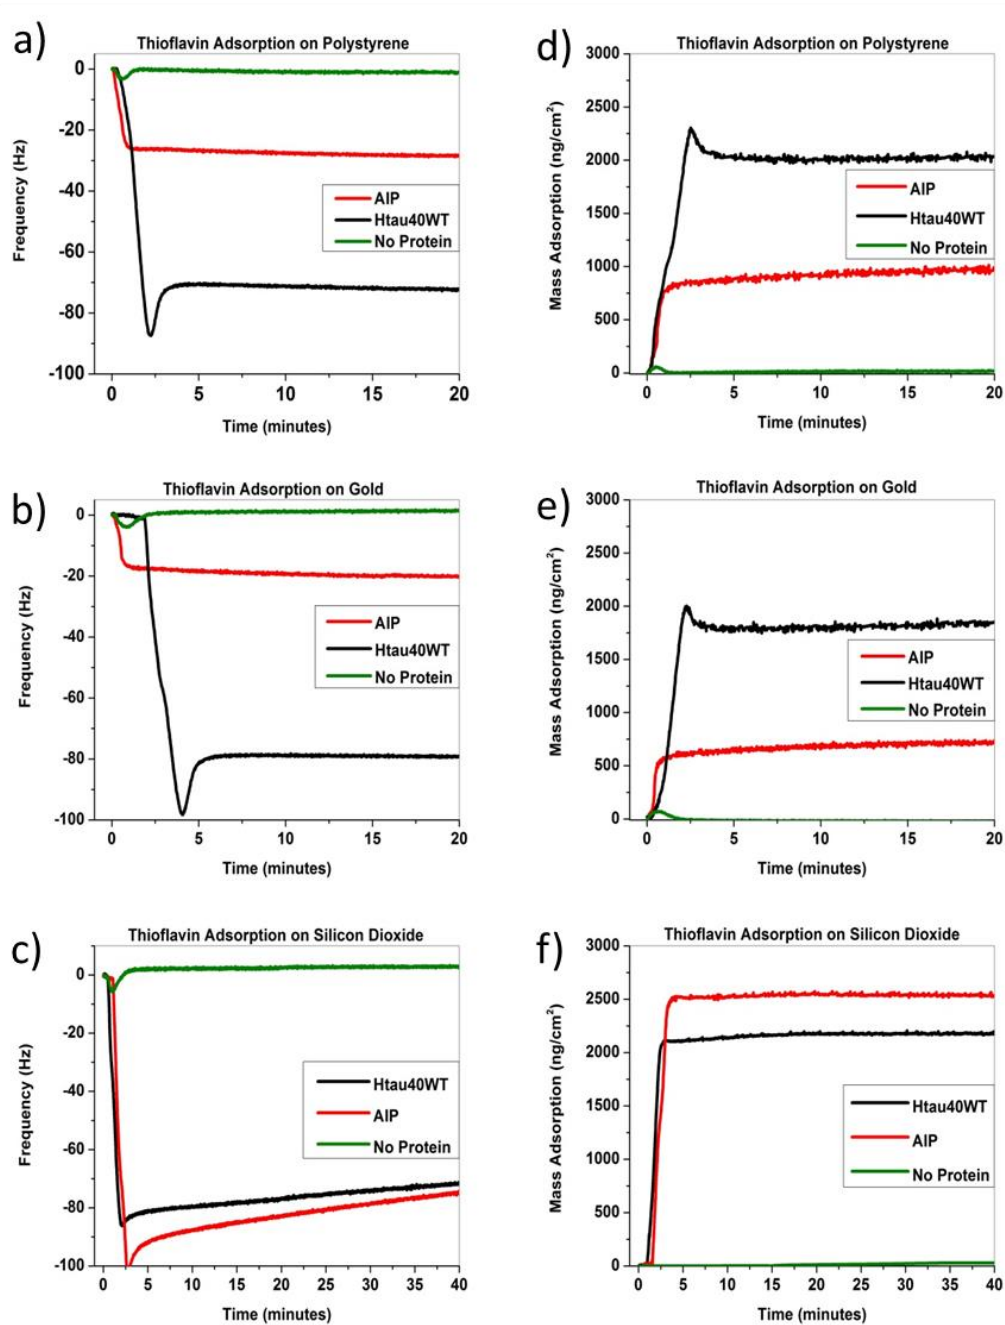 a)
Thioflavin Adsorption on Polystyrene
0
-20
-40
-60
-80
-100
Frequency (Hz)
AIP
Htau40WT
No Protein
0 5 10 15 20
Time (minutes)
d)
Thioflavin Adsorption on Polystyrene
3000
2500
2000
1500
1000
500
0
Mass Adsorption (ng/cm²)
AIP
Htau40WT
No Protein
0 5 10 15 20
Time (minutes)
b)
Thioflavin Adsorption on Gold
0
-20
-40
-60
-80
-100
Frequency (Hz)
AIP
Htau40WT
No Protein
0 5 10 15 20
Time (minutes)
e)
Thioflavin Adsorption on Gold
3000
2500
2000
1500
1000
500
0
Mass Adsorption (ng/cm²)
AIP
Htau40WT
No Protein
0 5 10 15 20
Time (minutes)
c)
Thioflavin Adsorption on Silicon Dioxide
0
-20
-40
-60
-80
-100
Frequency (Hz)
Htau40WT
AIP
No Protein
0 5 10 15 20 25 30 35 40
Time (minutes)
f)
Thioflavin Adsorption on Silicon Dioxide
3000
2500
2000
1500
1000
500
0
Mass Adsorption (ng/cm²)
Htau40WT
AIP
No Protein
0 5 10 15 20 25 30 35 40
Time (minutes)